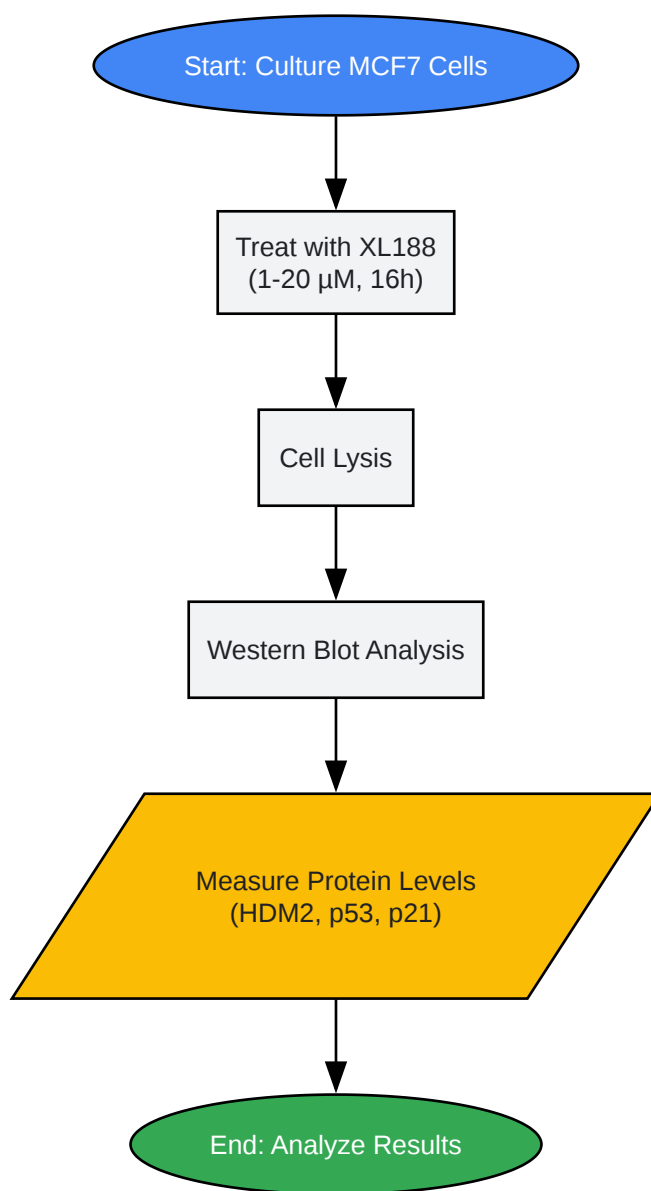 Start: Culture MCF7 Cells
Treat with XL188
(1-20 µM, 16h)
Cell Lysis
Western Blot Analysis
Measure Protein Levels
(HDM2, p53, p21)
End: Analyze Results